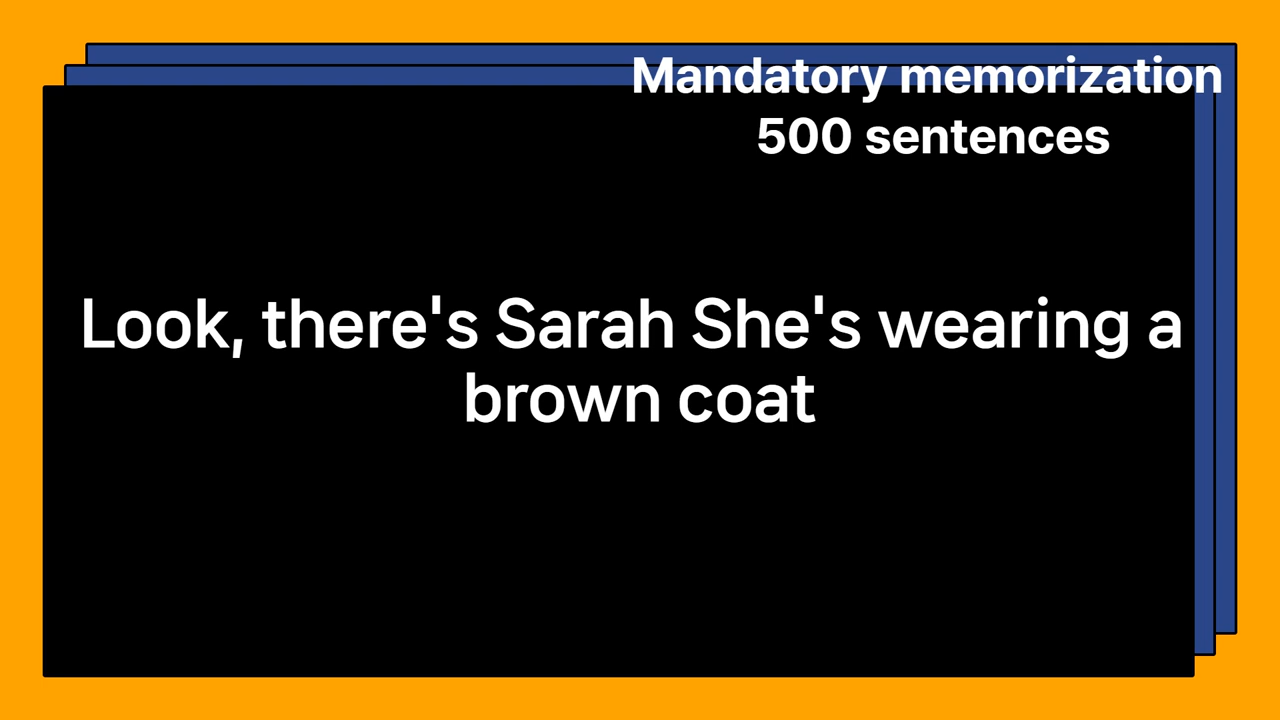 Mandatory memorization
500 sentences
Look, there's Sarah She's wearing a
brown coat